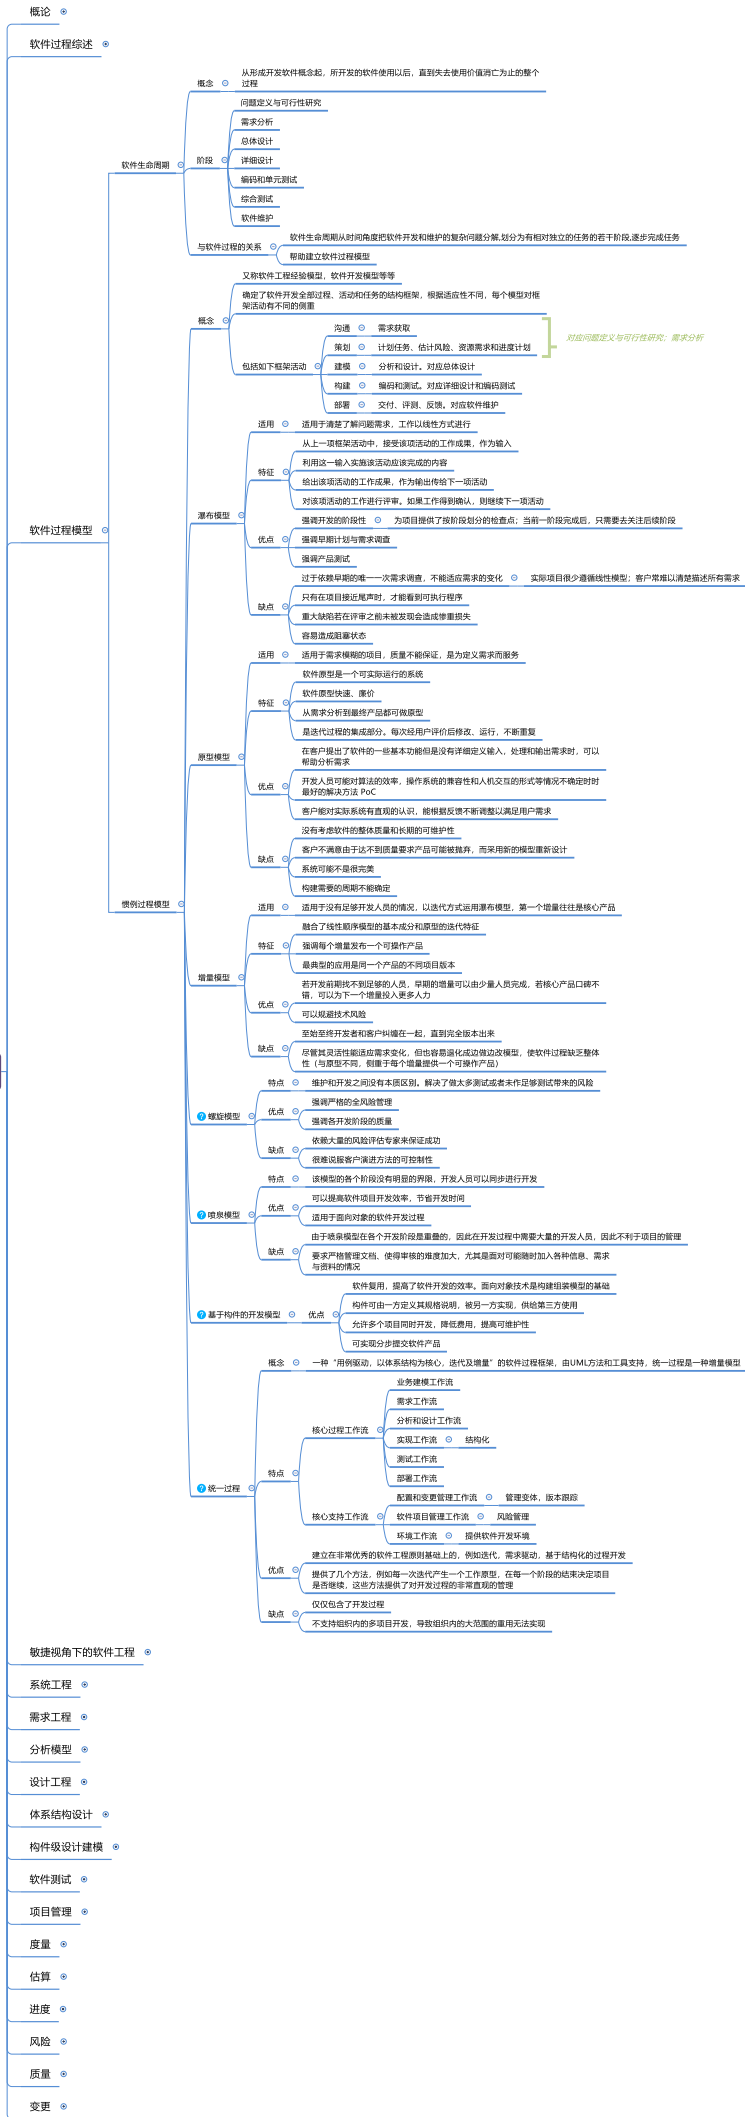 概论
软件过程综述
软件过程模型
软件生命周期
概念
从形成开发软件概念起，所开发的软件使用以后，直到失去使用价值消亡为止的整个
过程
阶段
问题定义与可行性研究
需求分析
总体设计
详细设计
编码和单元测试
综合测试
软件维护
与软件过程的关系
软件生命周期从时间角度把软件开发和维护的复杂问题分解,划分为有相对独立的任务的若干阶段,逐步完成任务
帮助建立软件过程模型
惯例过程模型
概念
又称软件工程经验模型，软件开发模型等等
确定了软件开发全部过程、活动和任务的结构框架，根据适应性不同，每个模型对框
架活动有不同的侧重
包括如下框架活动
沟通
需求获取
策划
计划任务、估计风险、资源需求和进度计划
对应问题定义与可行性研究；需求分析
建模
分析和设计。对应总体设计
构建
编码和测试。对应详细设计和编码测试
部署
交付、评测、反馈。对应软件维护
瀑布模型
适用
适用于清楚了解问题需求，工作以线性方式进行
特征
从上一项框架活动中，接受该项活动的工作成果，作为输入
利用这一输入实施该活动应该完成的内容
给出该项活动的工作成果，作为输出传给下一项活动
对该项活动的工作进行评审。如果工作得到确认，则继续下一项活动
优点
强调开发的阶段性
为项目提供了按阶段划分的检查点；当前一阶段完成后，只需要去关注后续阶段
强调早期计划与需求调查
强调产品测试
缺点
过于依赖早期的唯一一次需求调查，不能适应需求的变化
实际项目很少遵循线性模型；客户常难以清楚描述所有需求
只有在项目接近尾声时，才能看到可执行程序
重大缺陷若在评审之前未被发现会造成惨重损失
容易造成阻塞状态
原型模型
适用
适用于需求模糊的项目，质量不能保证，是为定义需求而服务
特征
软件原型是一个可实际运行的系统
软件原型快速、廉价
从需求分析到最终产品都可做原型
是迭代过程的集成部分。每次经用户评价后修改、运行，不断重复
优点
在客户提出了软件的一些基本功能但是没有详细定义输入，处理和输出需求时，可以
帮助分析需求
开发人员可能对算法的效率，操作系统的兼容性和人机交互的形式等情况不确定时时
最好的解决方法 PoC
客户能对实际系统有直观的认识，能根据反馈不断调整以满足用户需求
缺点
没有考虑软件的整体质量和长期的可维护性
客户不满意由于达不到质量要求产品可能被抛弃，而采用新的模型重新设计
系统可能不是很完美
构建需要的周期不能确定
增量模型
适用
适用于没有足够开发人员的情况，以迭代方式运用瀑布模型，第一个增量往往是核心产品
特征
融合了线性顺序模型的基本成分和原型的迭代特征
强调每个增量发布一个可操作产品
最典型的应用是同一个产品的不同项目版本
优点
若开发前期找不到足够的人员，早期的增量可以由少量人员完成，若核心产品口碑不
错，可以为下一个增量投入更多人力
可以规避技术风险
缺点
至始至终开发者和客户纠缠在一起，直到完全版本出来
尽管其灵活性能适应需求变化，但也容易退化成边做边改模型，使软件过程缺乏整体
性（与原型不同，侧重于每个增量提供一个可操作产品）
螺旋模型
特点
维护和开发之间没有本质区别。解决了做太多测试或者未作足够测试带来的风险
优点
强调严格的全风险管理
强调各开发阶段的质量
缺点
依赖大量的风险评估专家来保证成功
很难说服客户演进方法的可控制性
喷泉模型
特点
该模型的各个阶段没有明显的界限，开发人员可以同步进行开发
优点
可以提高软件项目开发效率，节省开发时间
适用于面向对象的软件开发过程
缺点
由于喷泉模型在各个开发阶段是重叠的，因此在开发过程中需要大量的开发人员，因此不利于项目的管理
要求严格管理文档、使得审核的难度加大，尤其是面对可能随时加入各种信息、需求
与资料的情况
基于构件的开发模型
优点
软件复用，提高了软件开发的效率。面向对象技术是构建组装模型的基础
构件可由一方定义其规格说明，被另一方实现，供给第三方使用
允许多个项目同时开发，降低费用，提高可维护性
可实现分步提交软件产品
统一过程
概念
一种“用例驱动，以体系结构为核心，迭代及增量”的软件过程框架，由UML方法和工具支持，统一过程是一种增量模型
特点
核心过程工作流
业务建模工作流
需求工作流
分析和设计工作流
实现工作流
结构化
测试工作流
部署工作流
核心支持工作流
配置和变更管理工作流
管理变体，版本跟踪
软件项目管理工作流
风险管理
环境工作流
提供软件开发环境
优点
建立在非常优秀的软件工程原则基础上的，例如迭代，需求驱动，基于结构化的过程开发
提供了几个方法，例如每一次迭代产生一个工作原型，在每一个阶段的结束决定项目
是否继续，这些方法提供了对开发过程的非常直观的管理
缺点
仅仅包含了开发过程
不支持组织内的多项目开发，导致组织内的大范围的重用无法实现
敏捷视角下的软件工程
系统工程
需求工程
分析模型
设计工程
体系结构设计
构件级设计建模
软件测试
项目管理
度量
估算
进度
风险
质量
变更